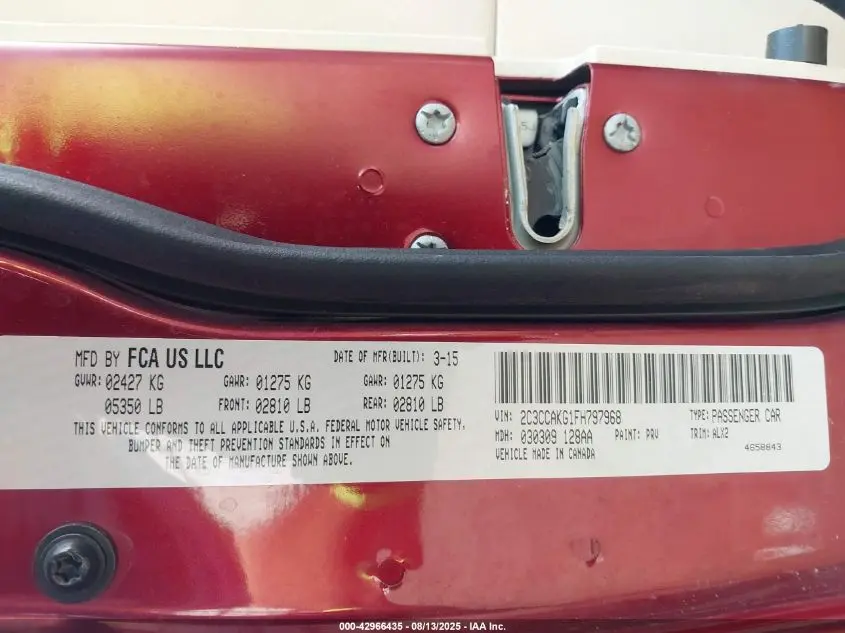 MFD BY FCA US LLC DATE OF MFR(BUILT): 3-15
GVWR: 02427 KG GAWR: 01275 KG GAWR: 01275 KG
05350 LB FRONT: 02810 LB REAR: 02810 LB
THIS VEHICLE CONFORMS TO ALL APPLICABLE U.S.A. FEDERAL MOTOR VEHICLE SAFETY,
BUMPER AND THEFT PREVENTION STANDARDS IN EFFECT ON
THE DATE OF MANUFACTURE SHOWN ABOVE.
VIN: 2C3CCAKG1FH797968 TYPE: PASSENGER CAR
MDH: 030309 128AA PAINT: PRV TRIM: ALX2
VEHICLE MADE IN CANADA 4658843
000-42966435 - 08/13/2025 - IAA Inc.